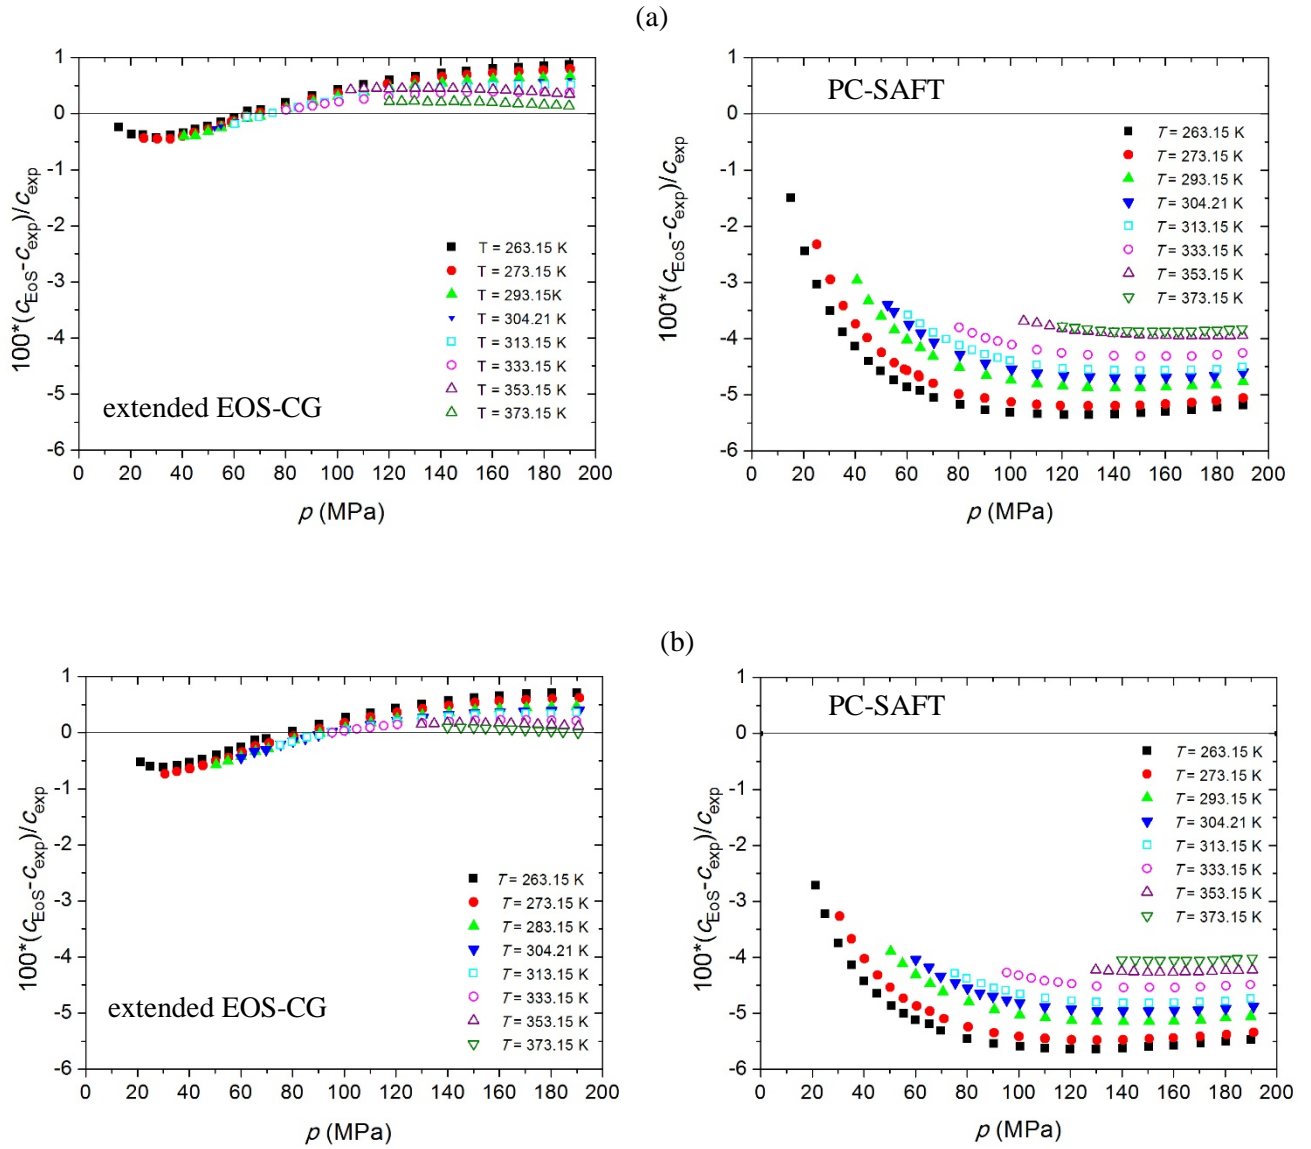 (a)
1
0
-1
-2
-3
-4
-5
-6
100*(cEoS-cexp)/cexp
T = 263.15 K
T = 273.15 K
T = 293.15K
T = 304.21 K
T = 313.15 K
T = 333.15 K
T = 353.15 K
T = 373.15 K
extended EOS-CG
0 20 40 60 80 100 120 140 160 180 200
p (MPa)
1
0
-1
-2
-3
-4
-5
-6
100*(cEoS-cexp)/cexp
PC-SAFT
T = 263.15 K
T = 273.15 K
T = 293.15 K
T = 304.21 K
T = 313.15 K
T = 333.15 K
T = 353.15 K
T = 373.15 K
0 20 40 60 80 100 120 140 160 180 200
p (MPa)
(b)
1
0
-1
-2
-3
-4
-5
-6
100*(cEoS-cexp)/cexp
T = 263.15 K
T = 273.15 K
T = 283.15 K
T = 304.21 K
T = 313.15 K
T = 333.15 K
T = 353.15 K
T = 373.15 K
extended EOS-CG
0 20 40 60 80 100 120 140 160 180 200
p (MPa)
1
0
-1
-2
-3
-4
-5
-6
100*(cEoS-cexp)/cexp
PC-SAFT
T = 263.15 K
T = 273.15 K
T = 293.15 K
T = 304.21 K
T = 313.15 K
T = 333.15 K
T = 353.15 K
T = 373.15 K
0 20 40 60 80 100 120 140 160 180 200
p (MPa)